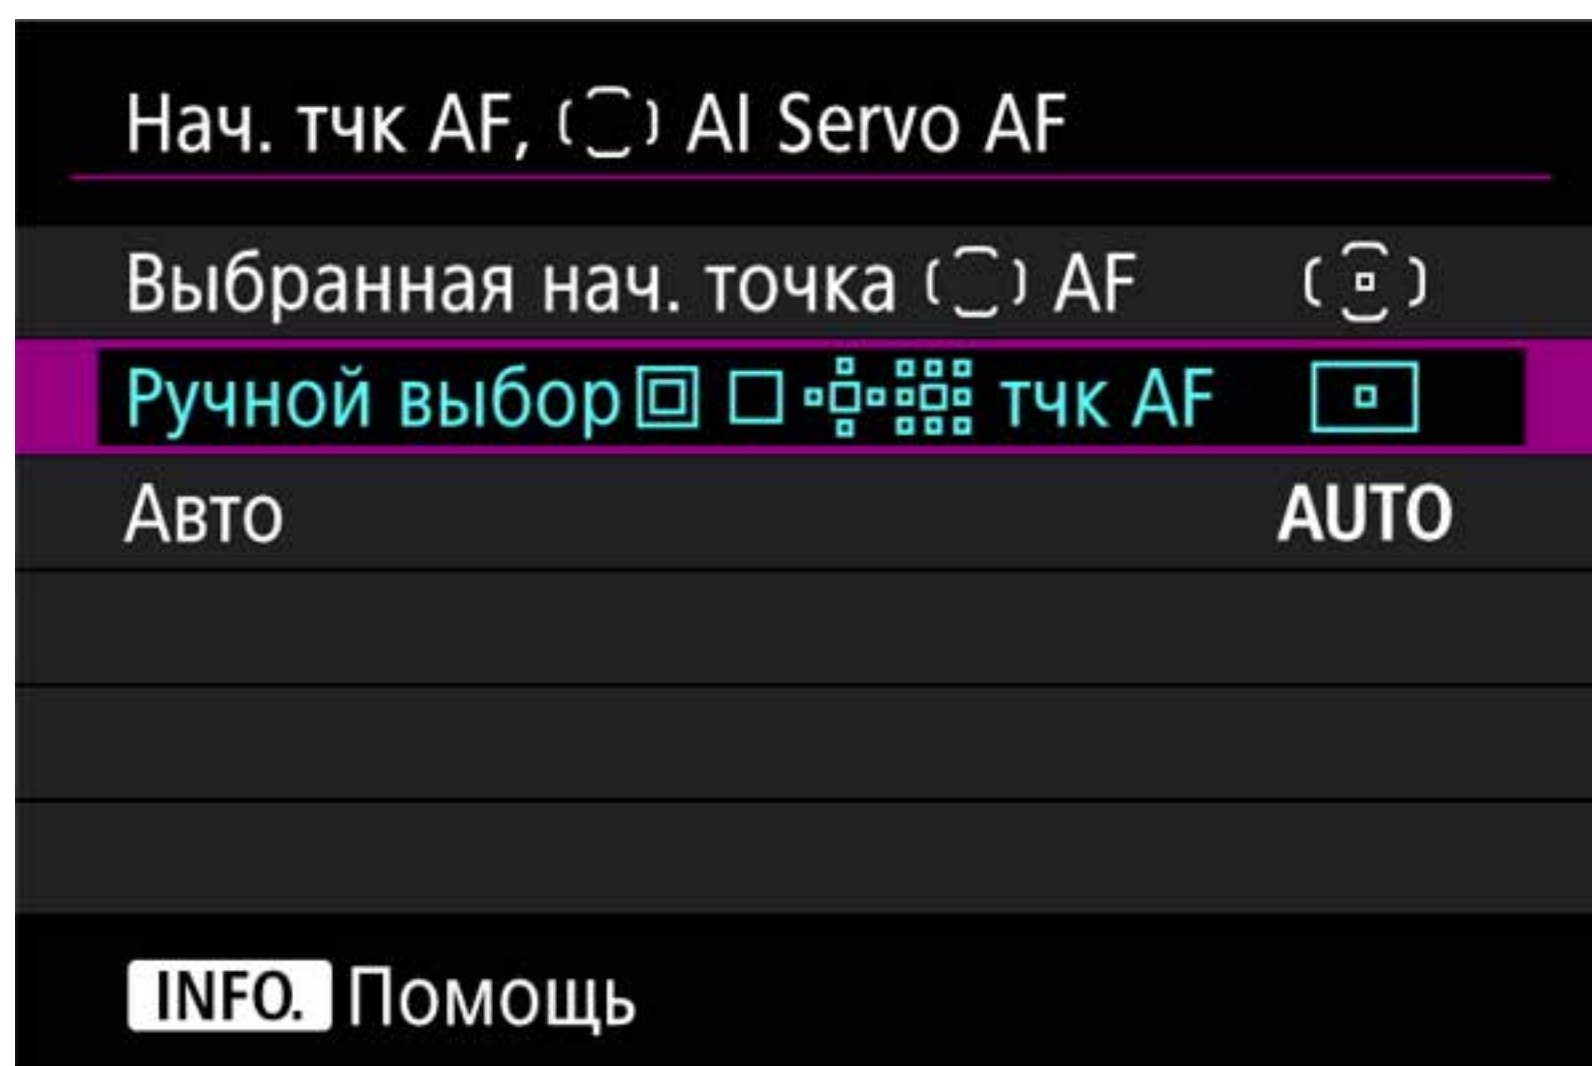 Нач. тчк AF, AI Servo AF
Выбранная нач. точка AF
Ручной выбор тчк AF
Авто AUTO
INFO. Помощь